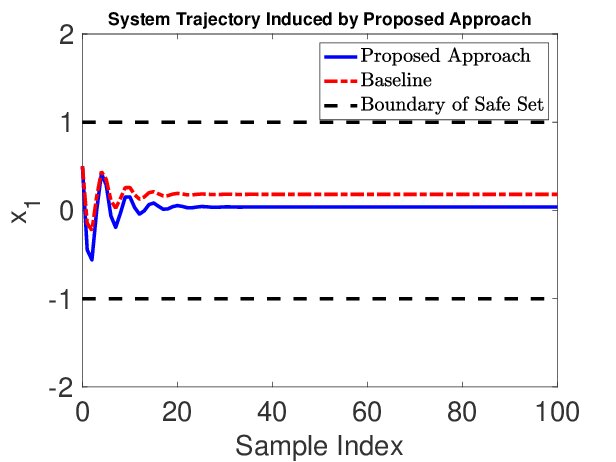 System Trajectory Induced by Proposed Approach
Proposed Approach
Baseline
Boundary of Safe Set
2
1
0
-1
-2
x1
0 20 40 60 80 100
Sample Index